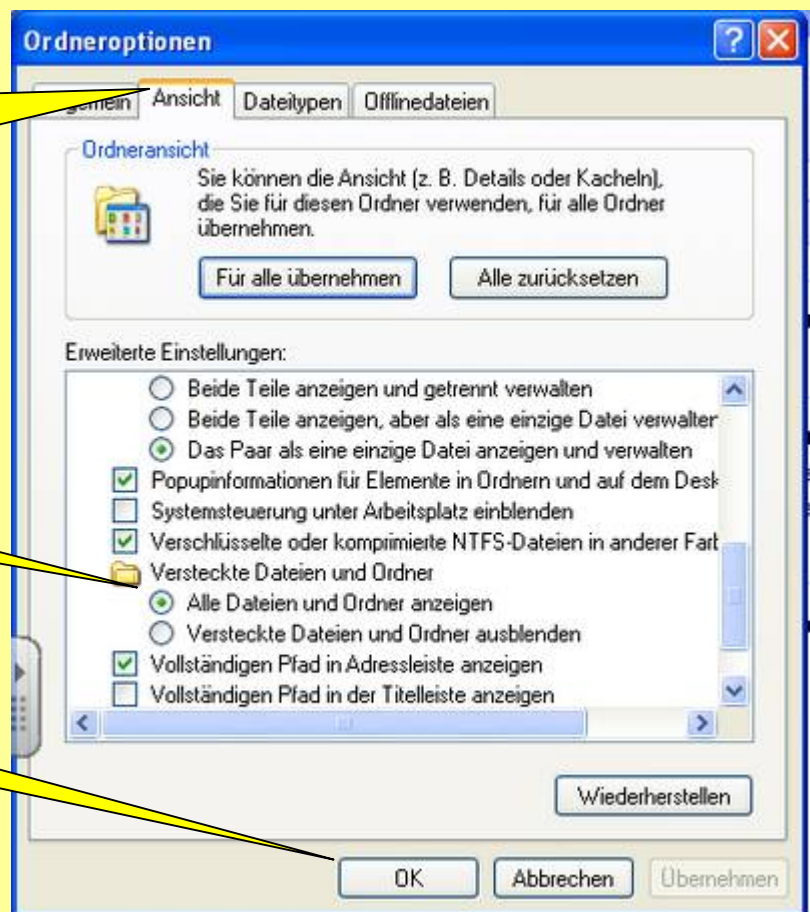 Ordneroptionen
Ansicht Dateitypen Offlinedateien
Ordneransicht
Sie können die Ansicht (z. B. Details oder Kacheln),
die Sie für diesen Ordner verwenden, für alle Ordner
übernehmen.
Für alle übernehmen Alle zurücksetzen
Erweiterte Einstellungen:
Beide Teile anzeigen und getrennt verwalten
Beide Teile anzeigen, aber als eine einzige Datei
Das Paar als eine einzige Datei anzeigen und verwalten
Popupinformationen für Elemente in Ordnern und auf dem
Systemsteuerung unter Arbeitsplatz einblenden
Verschlüsselte oder komprimierte NTFS-Dateien in anderer
Versteckte Dateien und Ordner
Alle Dateien und Ordner anzeigen
Versteckte Dateien und Ordner ausblenden
Vollständigen Pfad in Adressleiste anzeigen
Vollständigen Pfad in der Titelleiste anzeigen
Wiederherstellen
OK Abbrechen Übernehmen